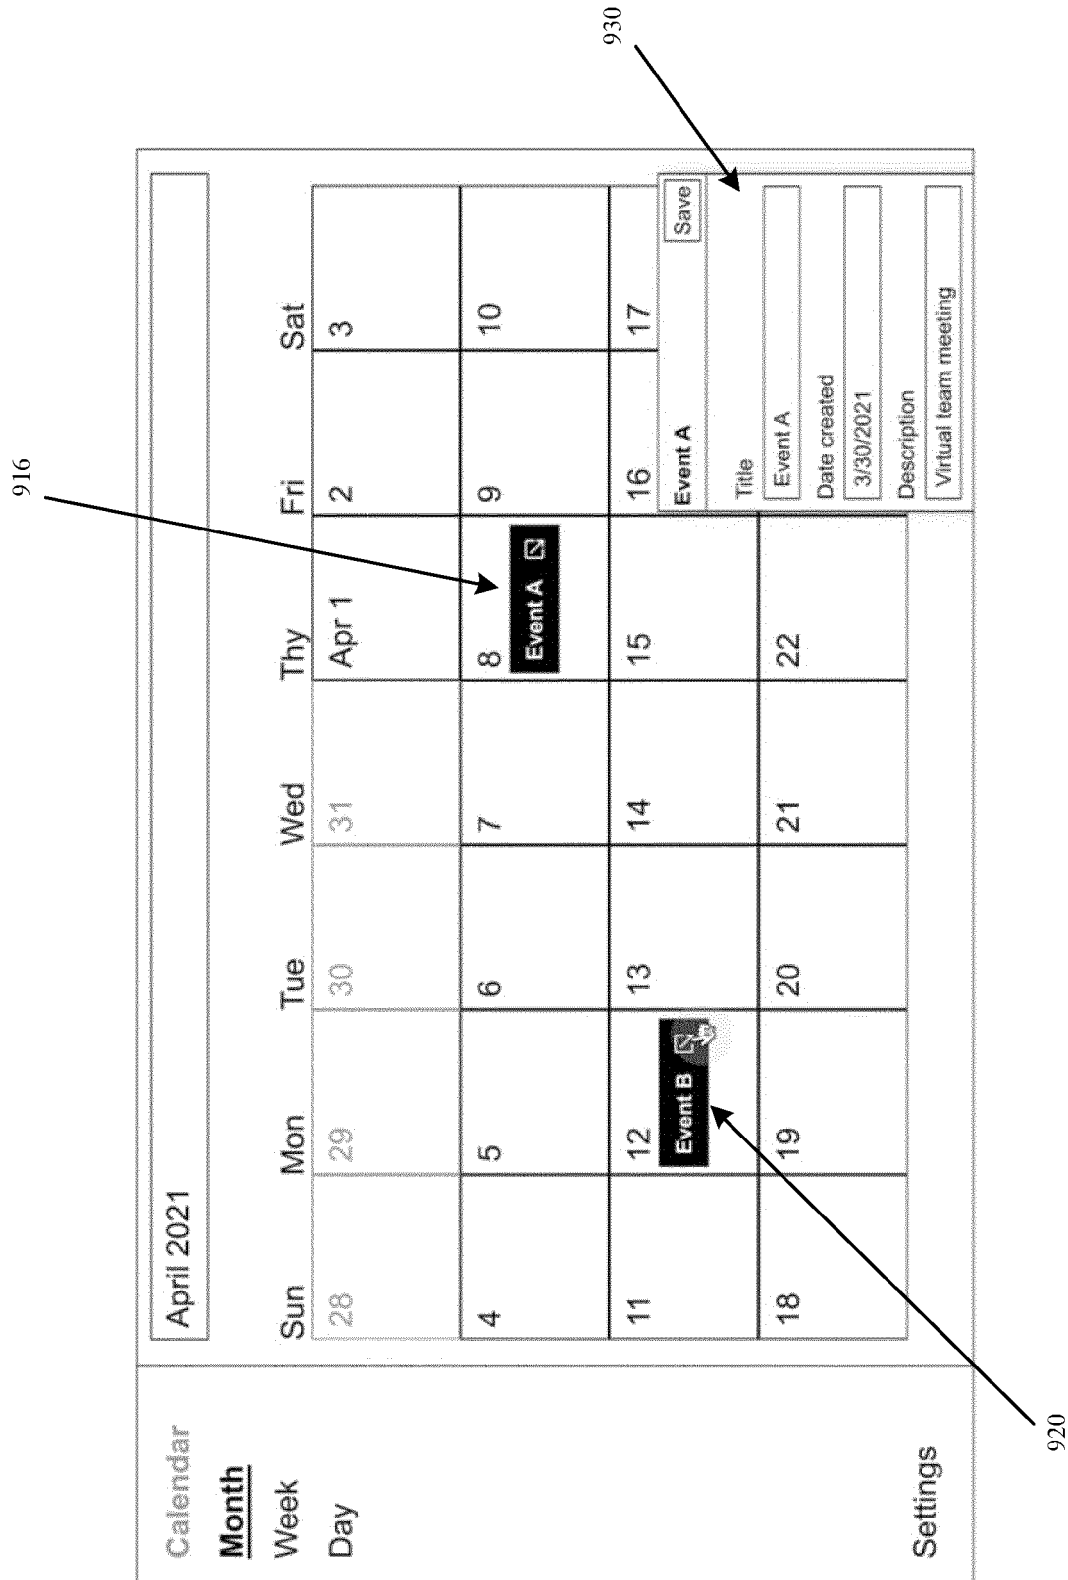 916
930
Calendar
Month
Week
Day
Settings
April 2021
Sun Mon Tue Wed Thy Fri Sat
28 29 30 31 Apr 1 2 3
4 5 6 7 8 9 10
Event A
11 12 13 14 15 16 17
Event B
18 19 20 21 22
Event A Save
Title
Event A
Date created
3/30/2021
Description
Virtual team meeting
920